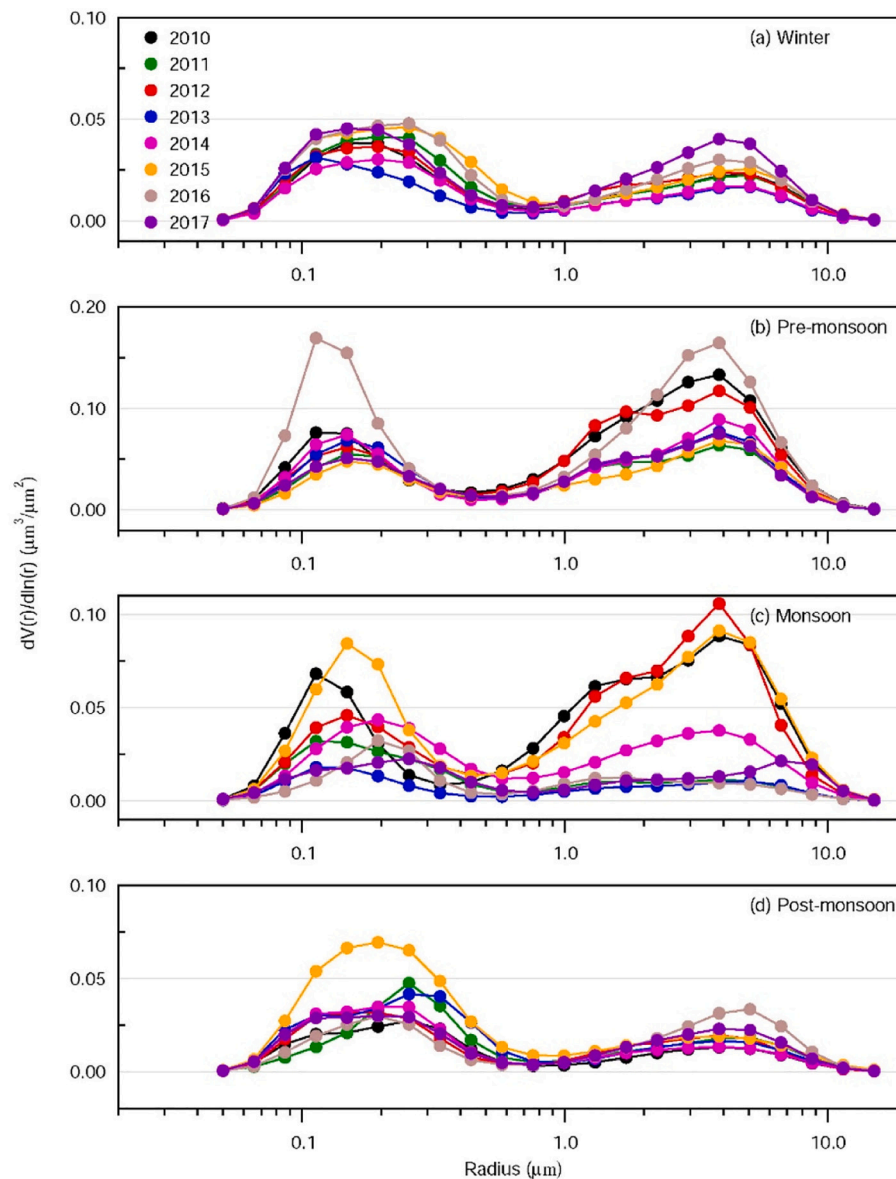 0.10
(a) Winter
2010
2011
2012
2013
2014
2015
2016
2017
0.05
0.00
0.1 1.0 10.0
0.20
(b) Pre-monsoon
0.10
0.00
0.1 1.0 10.0
dV(r)/dln(r) (μm³/μm²)
0.10
(c) Monsoon
0.05
0.00
0.1 1.0 10.0
0.10
(d) Post-monsoon
0.05
0.00
0.1 1.0 10.0
Radius (μm)